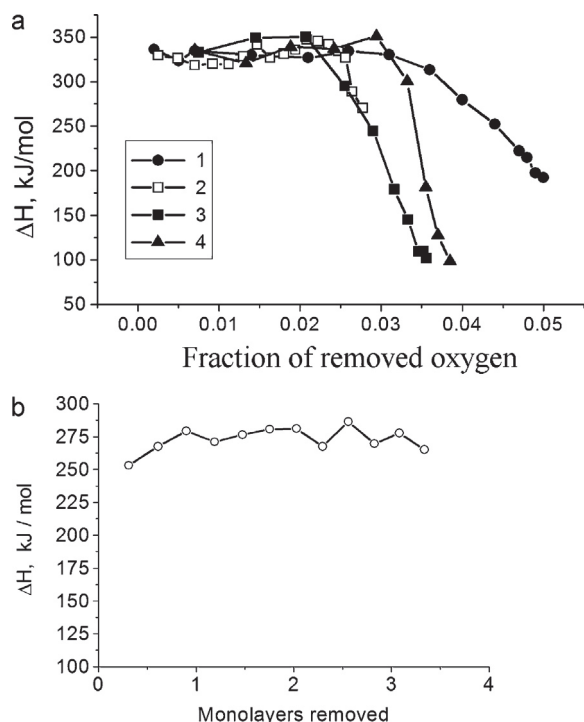 a
350
300
250
200
150
100
50
ΔH, kJ/mol
1
2
3
4
0.00 0.01 0.02 0.03 0.04 0.05
Fraction of removed oxygen
b
300
275
250
225
200
175
150
125
100
ΔH, kJ / mol
0 1 2 3 4
Monolavers removed